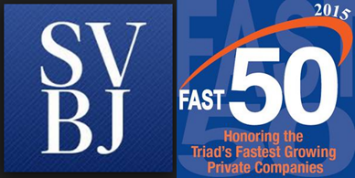 SV
BJ
2015
FAST 50
Honoring the
Triad's Fastest Growing
Private Companies